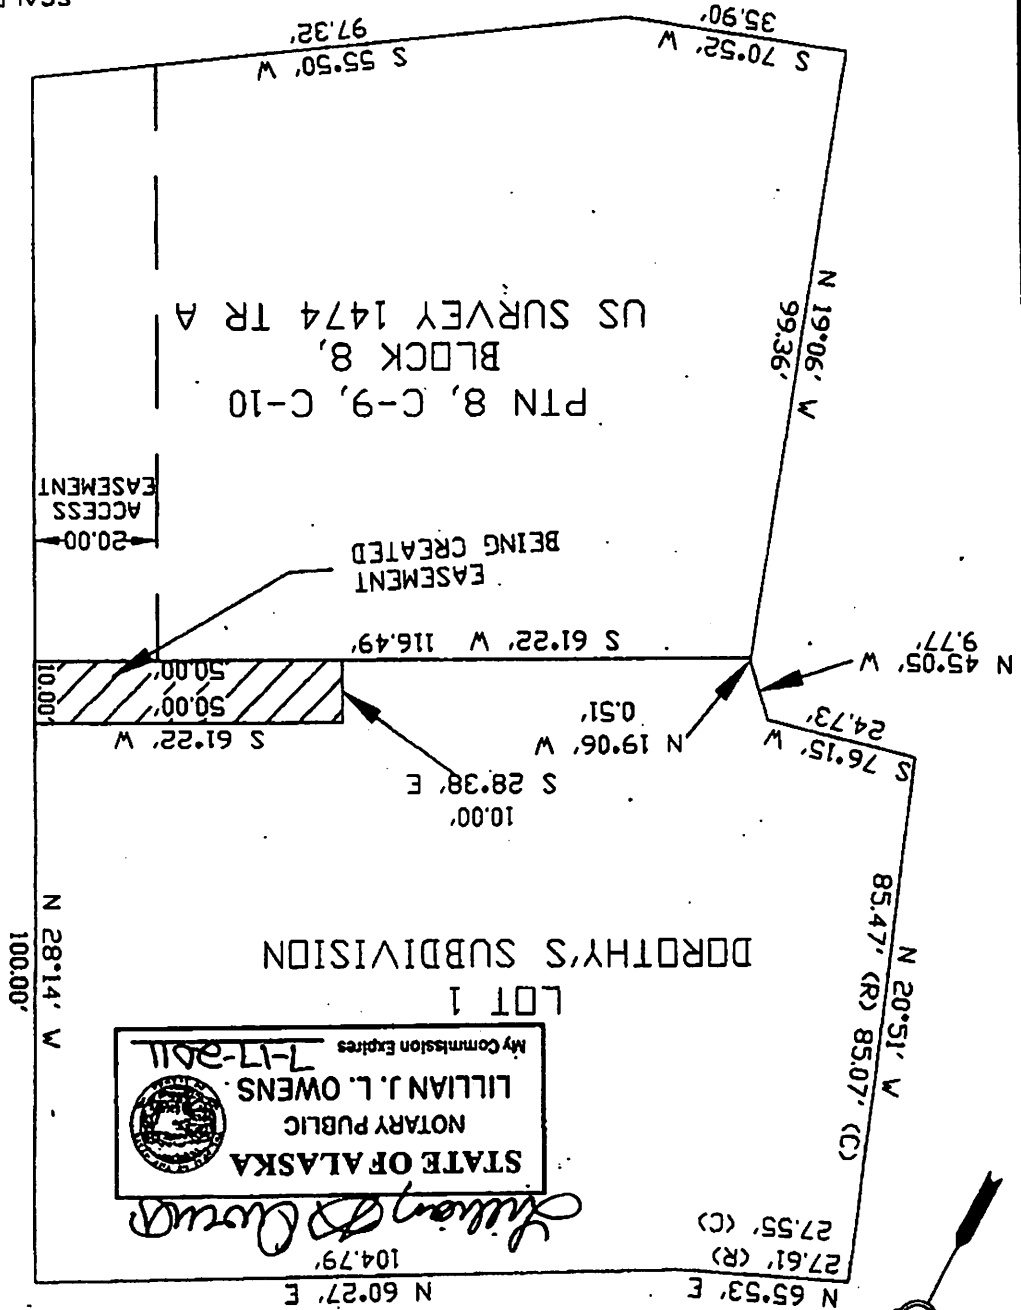 N 65°53' E
27.61' (R)
27.55' (C)
N 60°27' E
104.79'
Lillian J L Owens
STATE OF ALASKA
NOTARY PUBLIC
LILLIAN J. L. OWENS
My Commission Expires 7-17-2011
LOT 1
DOROTHY'S SUBDIVISION
N 28°14' W
100.00'
N 20°51' W
85.47' (R) 85.07' (C)
10.00'
S 28°38' E
S 61°22' W
50.00'
50.00'
10.00'
S 76°15' W
24.73'
N 19°06' W
0.51'
N 45°05' W
9.77'
S 61°22' W 116.49'
EASEMENT
BEING CREATED
20.00
ACCESS
EASEMENT
PTN 8, C-9, C-10
BLOCK 8,
US SURVEY 1474 TR A
N 19°06' W
99.36'
S 55°50' W
97.32'
S 70°52' W
35.90'